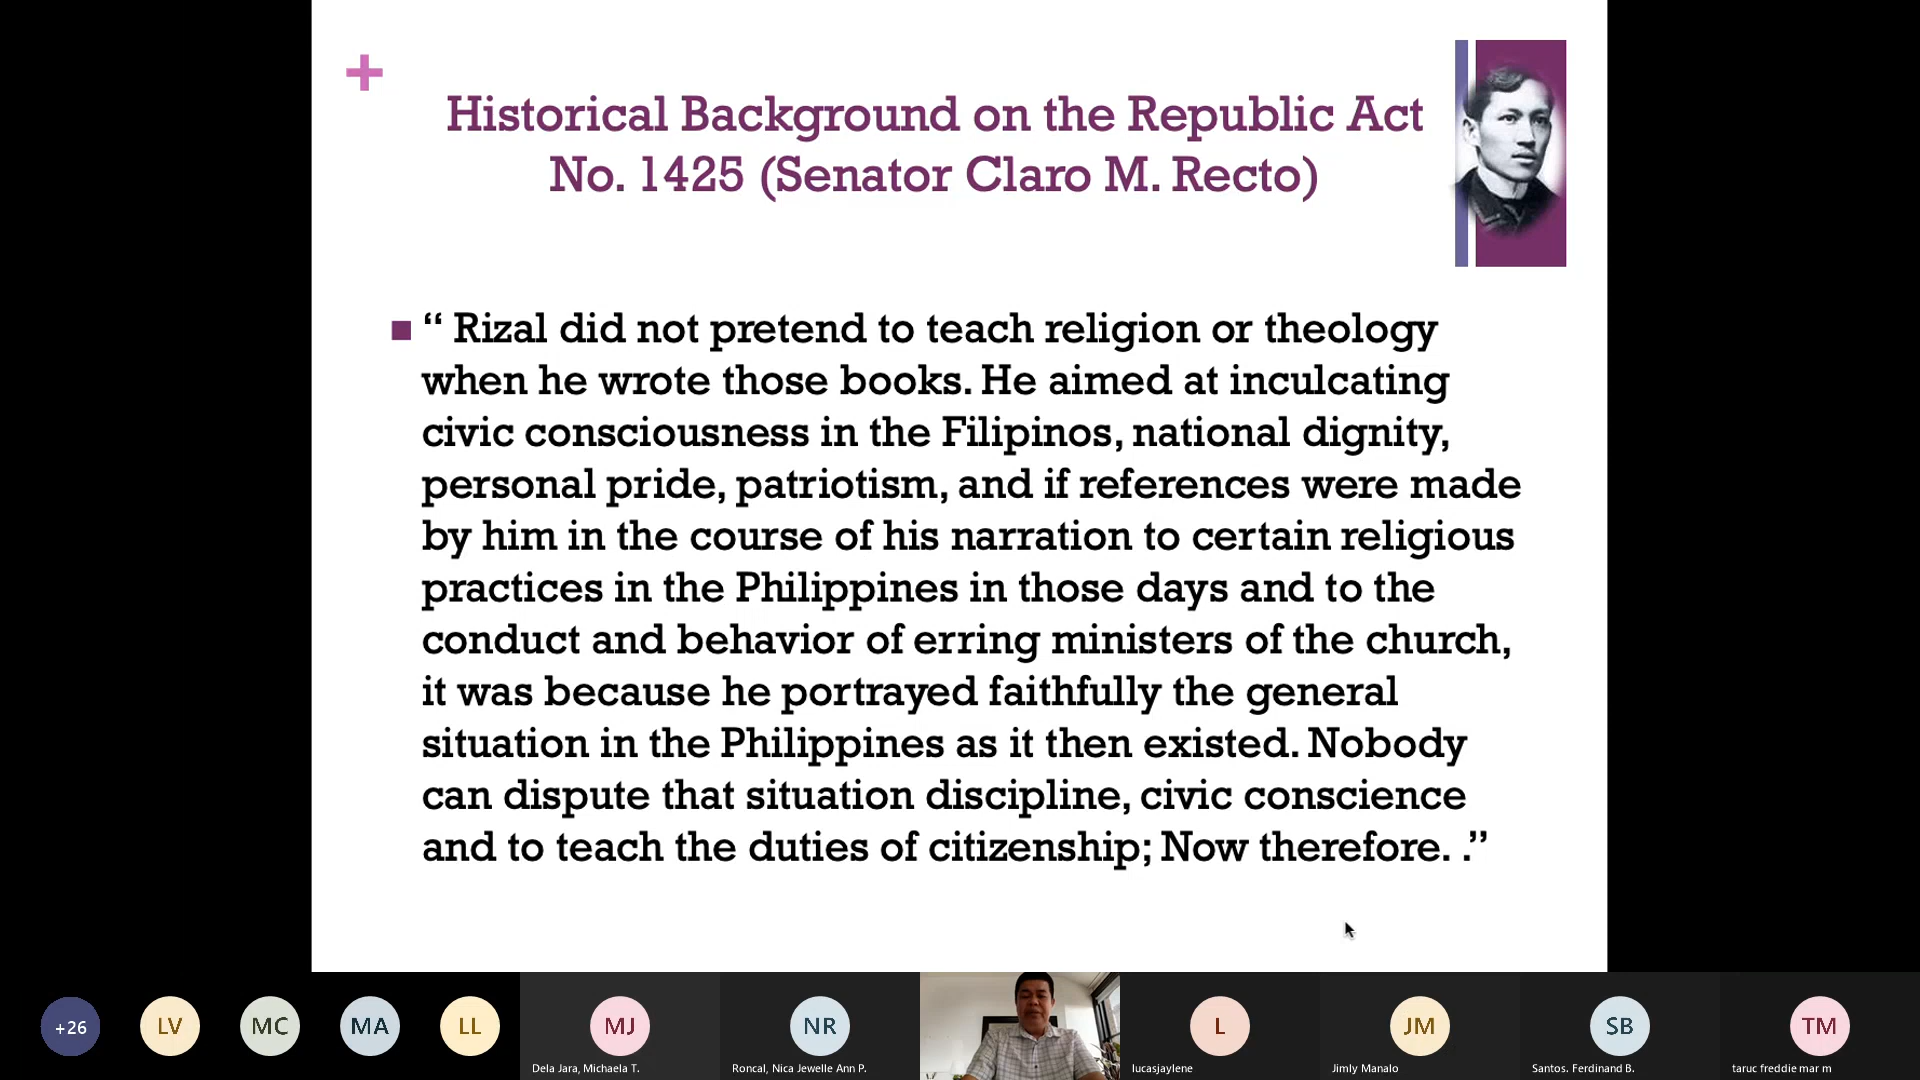 +
Historical Background on the Republic Act
No. 1425 (Senator Claro M. Recto)
“ Rizal did not pretend to teach religion or theology
when he wrote those books. He aimed at inculcating
civic consciousness in the Filipinos, national dignity,
personal pride, patriotism, and if references were made
by him in the course of his narration to certain religious
practices in the Philippines in those days and to the
conduct and behavior of erring ministers of the church,
it was because he portrayed faithfully the general
situation in the Philippines as it then existed. Nobody
can dispute that situation discipline, civic conscience
and to teach the duties of citizenship; Now therefore. .”
+26
LV
MC
MA
LL
MJ
NR
L
JM
SB
TM
Dela Jara, Michaela T.
Roncal, Nica Jewelle Ann P.
lucasjaylene
Jimly Manalo
Santos. Ferdinand B.
taruc freddie mar m